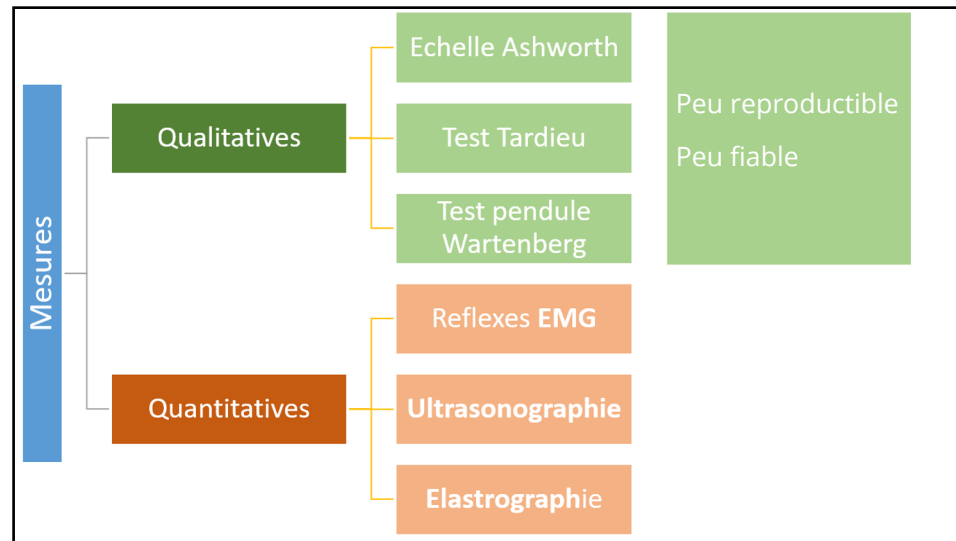 Mesures
Qualitatives
Echelle Ashworth
Test Tardieu
Test pendule
Wartenberg
Peu reproductible
Peu fiable
Quantitatives
Reflexes EMG
Ultrasonographie
Elastrographie